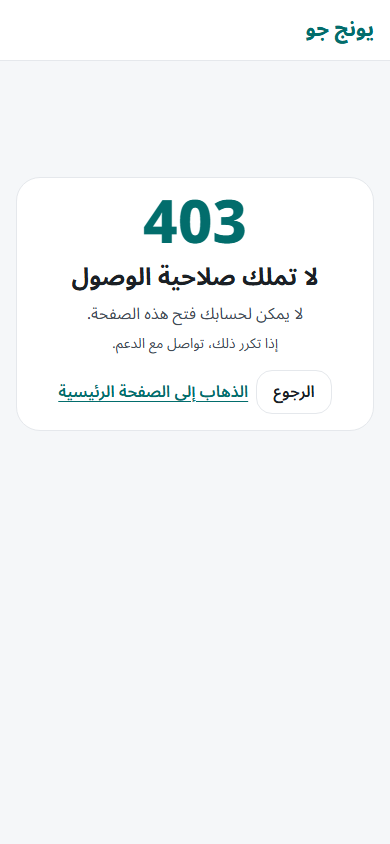 يونج جو
403
لا تملك صلاحية الوصول
لا يمكن لحسابك فتح هذه الصفحة.
إذا تكرر ذلك، تواصل مع الدعم.
الرجوع الذهاب إلى الصفحة الرئيسية